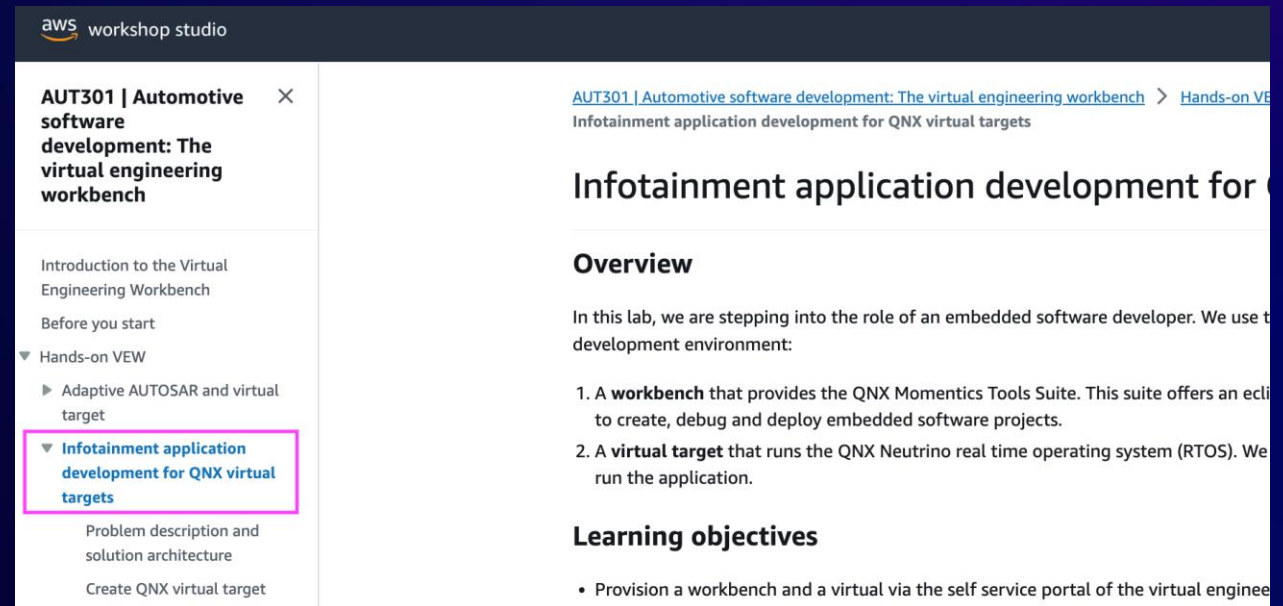 aws workshop studio
AUT301 | Automotive
software
development: The
virtual engineering
workbench
Introduction to the Virtual
Engineering Workbench
Before you start
Hands-on VEW
Adaptive AUTOSAR and virtual
target
Infotainment application
development for QNX virtual
targets
Problem description and
solution architecture
Create QNX virtual target
AUT301 | Automotive software development: The virtual engineering workbench > Hands-on VE
Infotainment application development for QNX virtual targets
Infotainment application development for
Overview
In this lab, we are stepping into the role of an embedded software developer. We use t
development environment:
1. A workbench that provides the QNX Momentics Tools Suite. This suite offers an ecli
to create, debug and deploy embedded software projects.
2. A virtual target that runs the QNX Neutrino real time operating system (RTOS). We
run the application.
Learning objectives
• Provision a workbench and a virtual via the self service portal of the virtual enginee